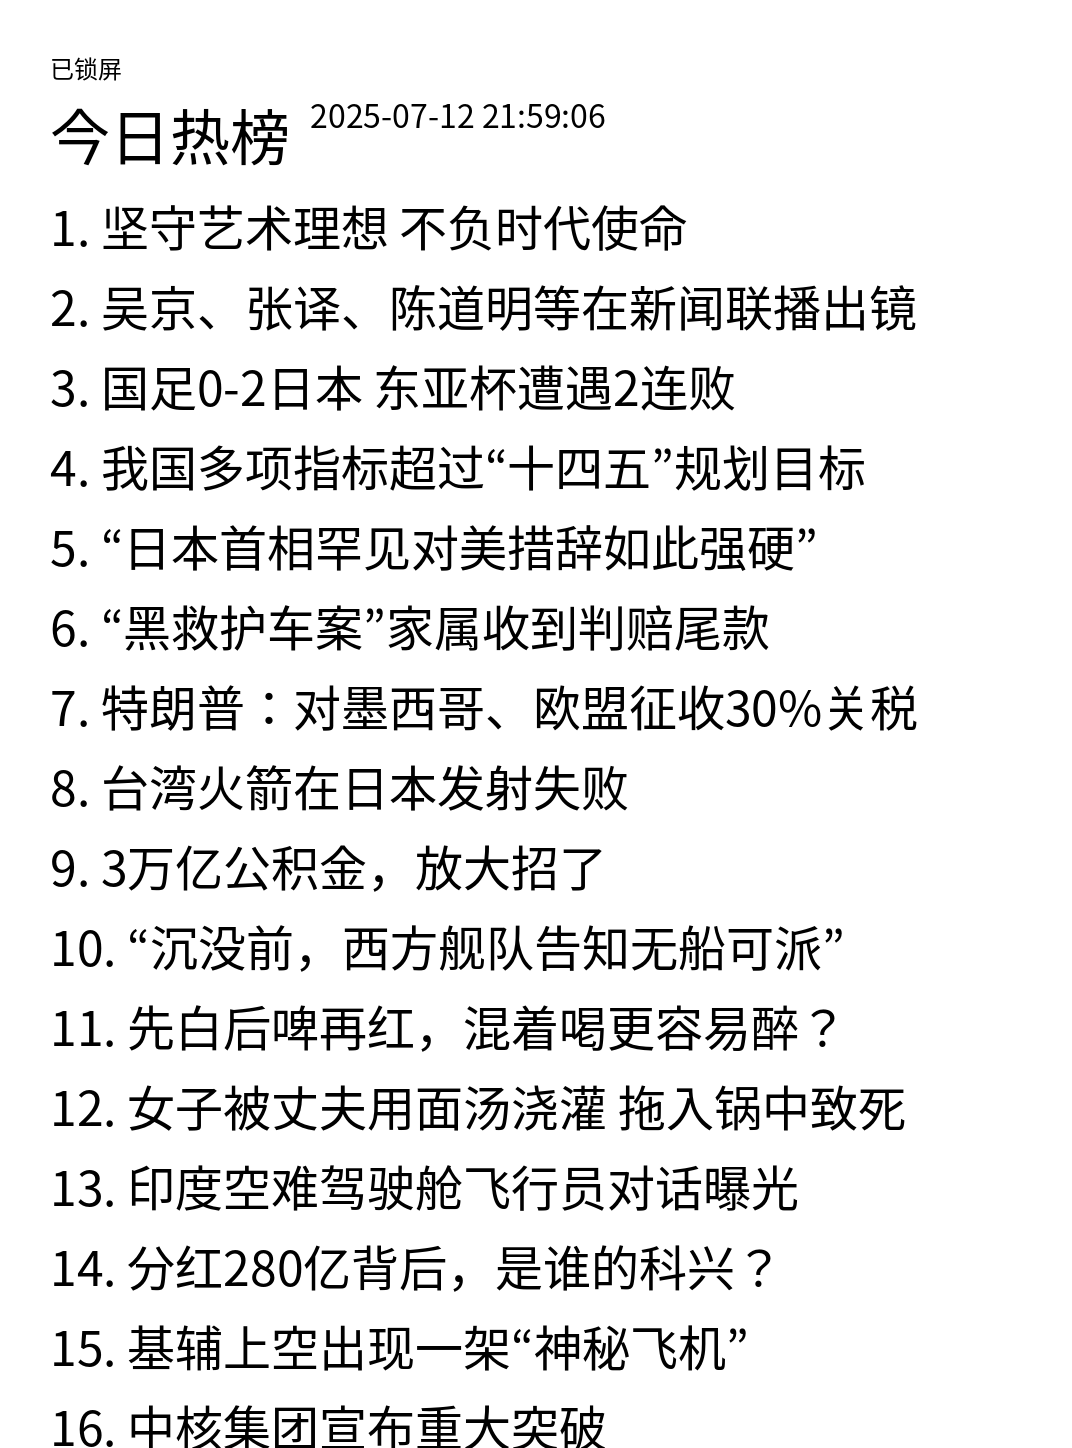 已锁屏
今日热榜 2025-07-12 21:59:06
1. 坚守艺术理想 不负时代使命
2. 吴京、张译、陈道明等在新闻联播出镜
3. 国足0-2日本 东亚杯遭遇2连败
4. 我国多项指标超过“十四五”规划目标
5. “日本首相罕见对美措辞如此强硬”
6. “黑救护车案”家属收到判赔尾款
7. 特朗普：对墨西哥、欧盟征收30%关税
8. 台湾火箭在日本发射失败
9. 3万亿公积金，放大招了
10. “沉没前，西方舰队告知无船可派”
11. 先白后啤再红，混着喝更容易醉？
12. 女子被丈夫用面汤浇灌 拖入锅中致死
13. 印度空难驾驶舱飞行员对话曝光
14. 分红280亿背后，是谁的科兴？
15. 基辅上空出现一架“神秘飞机”
16. 中核集团宣布重大突破